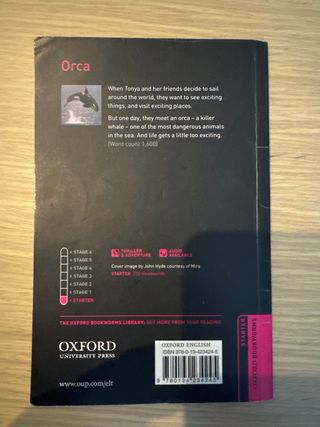 Orca
When Tonya and her friends decide to sail
around the world, they want to see exciting
things, and visit exciting places.
But one day, they meet an orca – a killer
whale – one of the most dangerous animals
in the sea. And life gets a little too exciting.
(Word count 1,600)
STAGE 6
STAGE 5
STAGE 4
STAGE 3
STAGE 2
STAGE 1
STARTER
THRILLER
& ADVENTURE
AUDIO
AVAILABLE
Cover image by John Hyde courtesy of Mira
STARTER 250 Headwords
THE OXFORD BOOKWORMS LIBRARY: GET MORE FROM YOUR READING
OXFORD
UNIVERSITY PRESS
www.oup.com/elt
OXFORD ENGLISH
ISBN 978-0-19-423424-5
9 780194 234245
STARTER
OXFORD BOOKWORMS